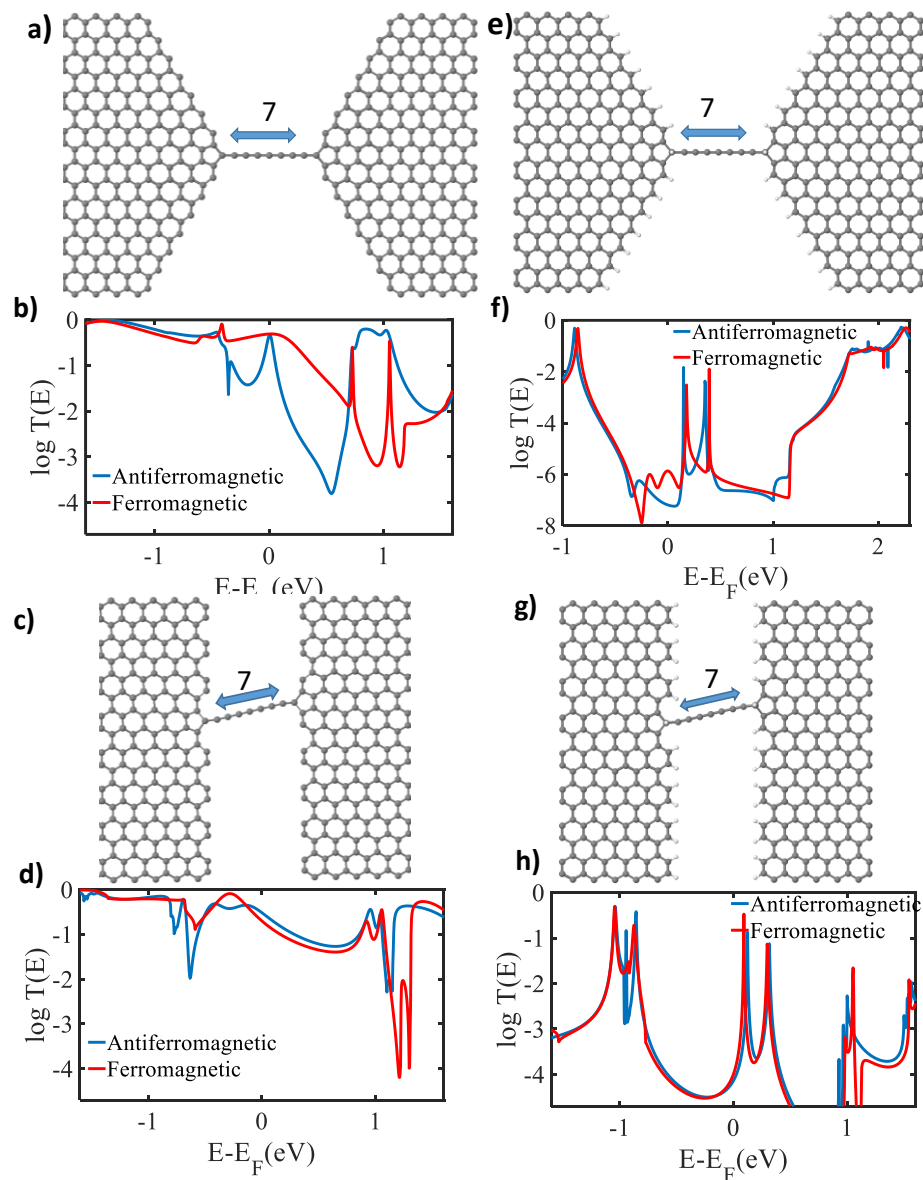 a)
7
b)
0
-1
-2
-3
-4
log T(E)
Antiferromagnetic
Ferromagnetic
-1
0
1
E-E (eV)
c)
7
d)
0
-1
-2
-3
-4
log T(E)
Antiferromagnetic
Ferromagnetic
-1
0
1
E-E_F(eV)
e)
7
f)
0
-2
-4
-6
-8
log T(E)
Antiferromagnetic
Ferromagnetic
-1
0
1
2
E-E_F(eV)
g)
7
h)
0
-1
-2
-3
-4
log T(E)
Antiferromagnetic
Ferromagnetic
-1
0
1
E-E_F(eV)